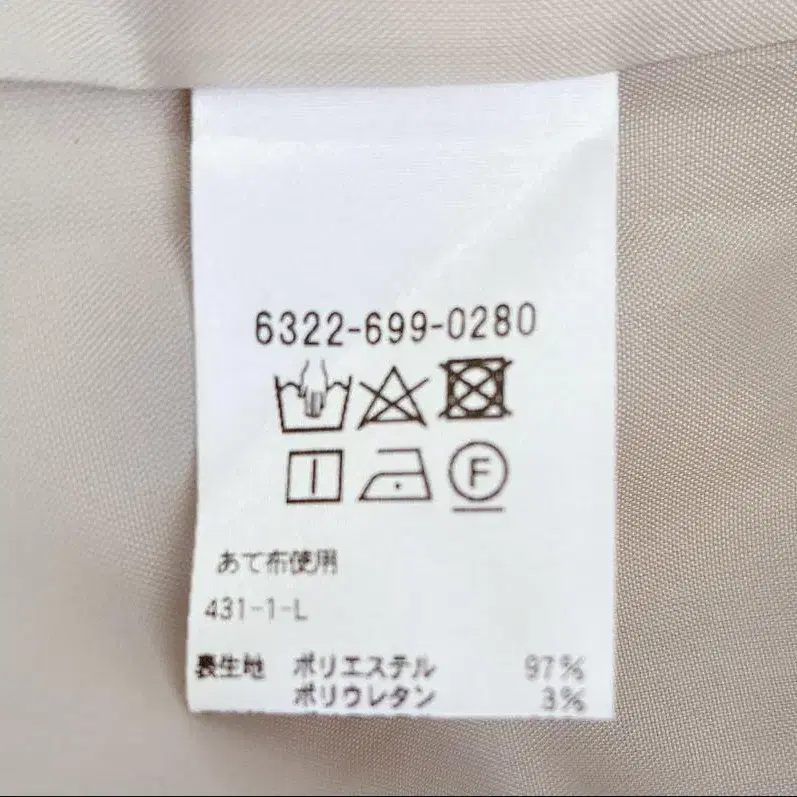 6322-699-0280
F
あて布使用
431-1-L
表生地 ポリエステル 97%
ポリウレタン 3%